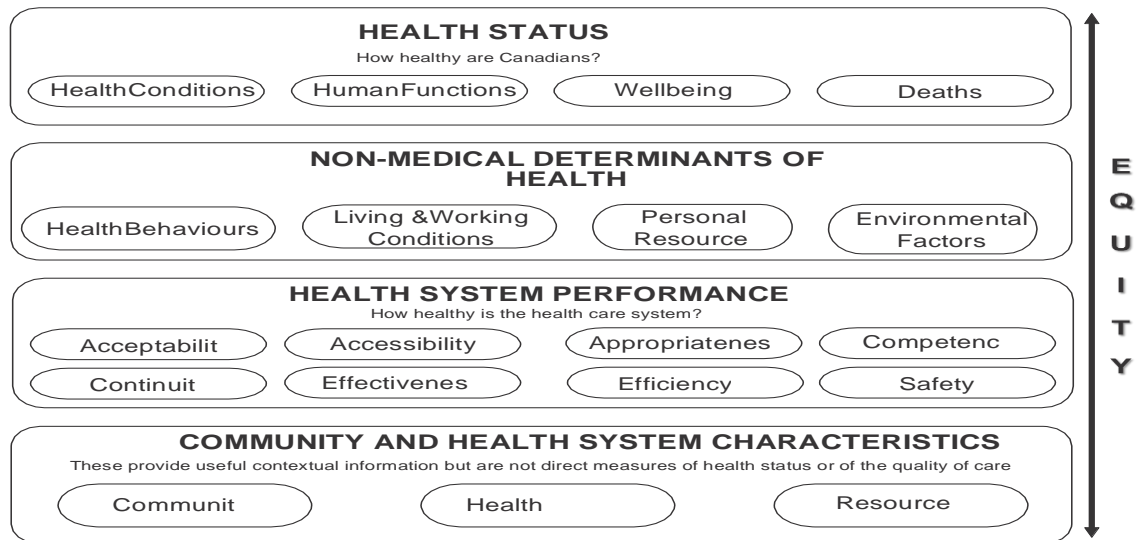 HEALTH STATUS
How healthy are Canadians?
HealthConditions
HumanFunctions
Wellbeing
Deaths
NON-MEDICAL DETERMINANTS OF
HEALTH
HealthBehaviours
Living &Working
Conditions
Personal
Resource
Environmental
Factors
HEALTH SYSTEM PERFORMANCE
How healthy is the health care system?
Acceptabilit
Accessibility
Appropriatenes
Competenc
Continuit
Effectivenes
Efficiency
Safety
COMMUNITY AND HEALTH SYSTEM CHARACTERISTICS
These provide useful contextual information but are not direct measures of health status or of the quality of care
Communit
Health
Resource
E
Q
U
I
T
Y